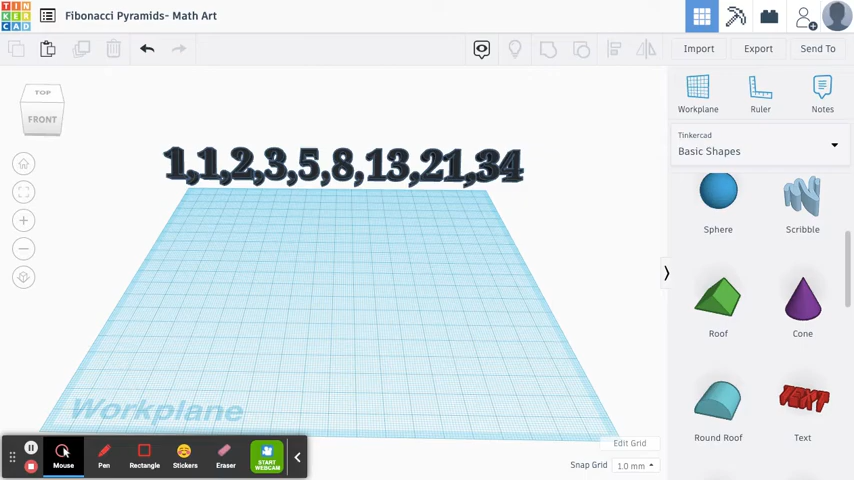 TIN
KER
CAD
Fibonacci Pyramids- Math Art
Import
Export
Send To
TOP
FRONT
1,1,2,3,5,8,13,21,34
Workplane
Ruler
Notes
Tinkercad
Basic Shapes
Sphere
Scribble
Roof
Cone
TEXT
Round Roof
Text
Workplane
Edit Grid
Snap Grid
1.0 mm
Mouse
Pen
Rectangle
Stickers
Eraser
START
WEBCAM